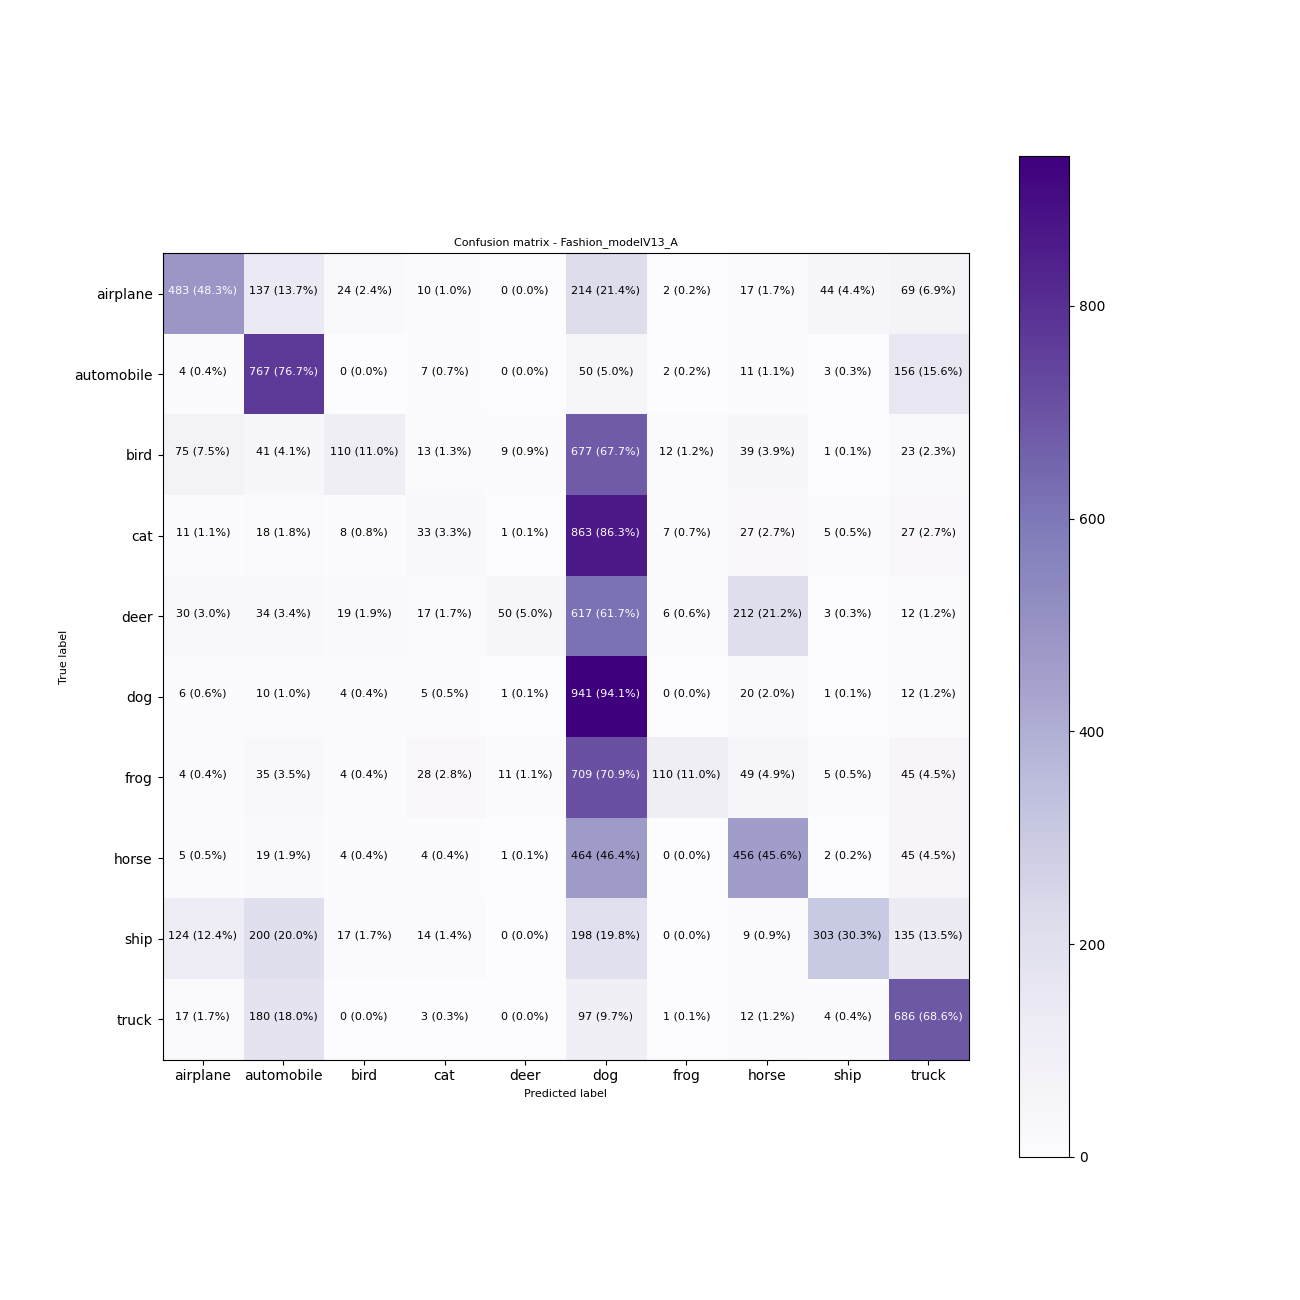 Confusion matrix - Fashion_modelV13_A
airplane 483 (48.3%) 137 (13.7%) 24 (2.4%) 10 (1.0%) 0 (0.0%) 214 (21.4%) 2 (0.2%) 17 (1.7%) 44 (4.4%) 69 (6.9%)
800
automobile 4 (0.4%) 767 (76.7%) 0 (0.0%) 7 (0.7%) 0 (0.0%) 50 (5.0%) 2 (0.2%) 11 (1.1%) 3 (0.3%) 156 (15.6%)
bird 75 (7.5%) 41 (4.1%) 110 (11.0%) 13 (1.3%) 9 (0.9%) 677 (67.7%) 12 (1.2%) 39 (3.9%) 1 (0.1%) 23 (2.3%)
600
cat 11 (1.1%) 18 (1.8%) 8 (0.8%) 33 (3.3%) 1 (0.1%) 863 (86.3%) 7 (0.7%) 27 (2.7%) 5 (0.5%) 27 (2.7%)
deer 30 (3.0%) 34 (3.4%) 19 (1.9%) 17 (1.7%) 50 (5.0%) 617 (61.7%) 6 (0.6%) 212 (21.2%) 3 (0.3%) 12 (1.2%)
True label
dog 6 (0.6%) 10 (1.0%) 4 (0.4%) 5 (0.5%) 1 (0.1%) 941 (94.1%) 0 (0.0%) 20 (2.0%) 1 (0.1%) 12 (1.2%)
400
frog 4 (0.4%) 35 (3.5%) 4 (0.4%) 28 (2.8%) 11 (1.1%) 709 (70.9%) 110 (11.0%) 49 (4.9%) 5 (0.5%) 45 (4.5%)
horse 5 (0.5%) 19 (1.9%) 4 (0.4%) 4 (0.4%) 1 (0.1%) 464 (46.4%) 0 (0.0%) 456 (45.6%) 2 (0.2%) 45 (4.5%)
ship 124 (12.4%) 200 (20.0%) 17 (1.7%) 14 (1.4%) 0 (0.0%) 198 (19.8%) 0 (0.0%) 9 (0.9%) 303 (30.3%) 135 (13.5%)
200
truck 17 (1.7%) 180 (18.0%) 0 (0.0%) 3 (0.3%) 0 (0.0%) 97 (9.7%) 1 (0.1%) 12 (1.2%) 4 (0.4%) 686 (68.6%)
airplane automobile bird cat deer dog frog horse ship truck
Predicted label
0